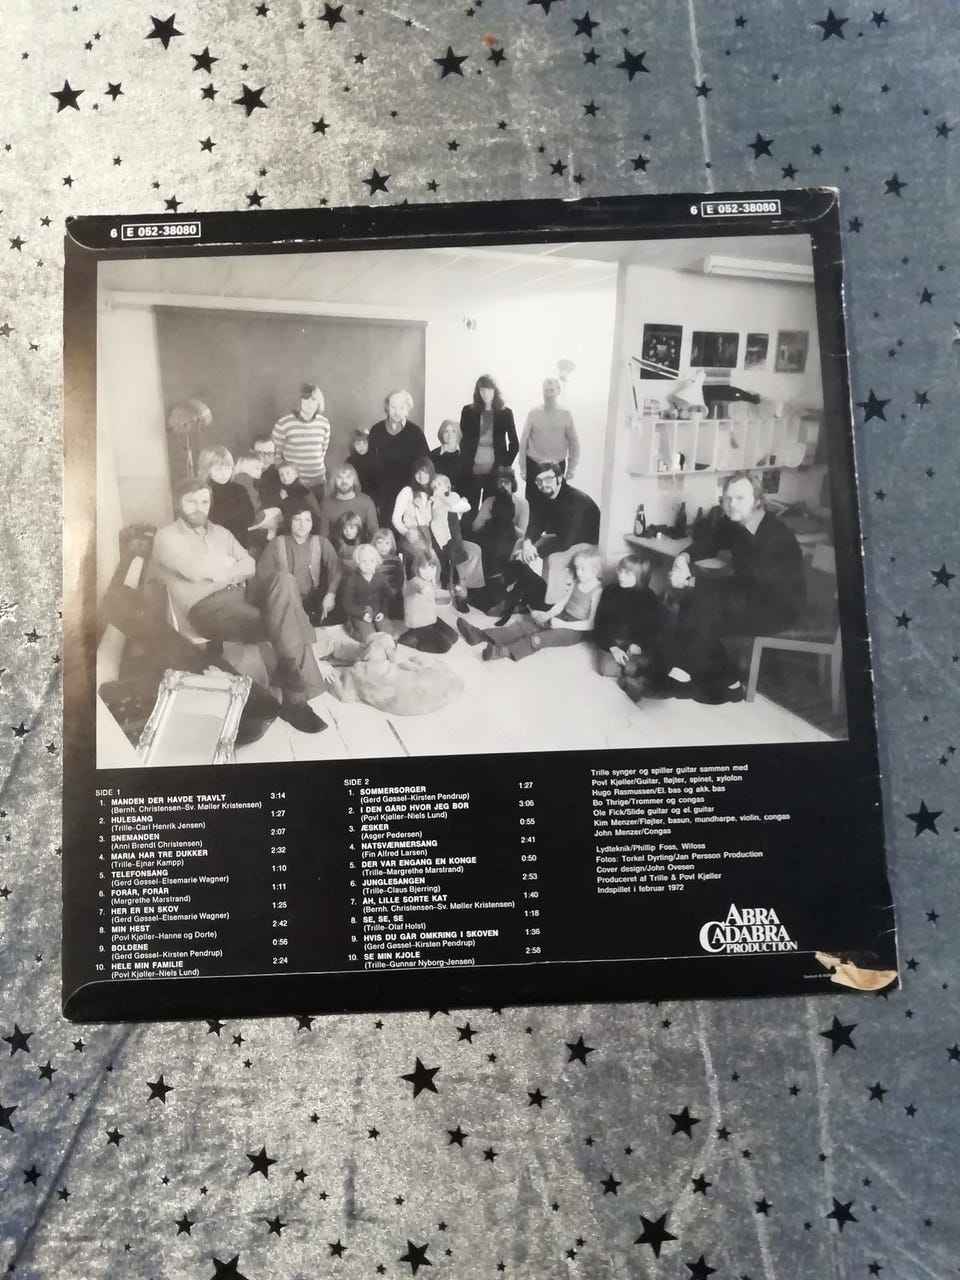 6 E 052-38080
6 E 052-38080
SIDE 1
1. MANDEN DER HAVDE TRAVLT 3:14
(Bernh. Christensen–Sv. Møller Kristensen)
2. HULESANG 1:27
(Trille–Carl Henrik Jensen)
3. SNEMANDEN 2:07
(Anni Brøndt Christensen)
4. MARIA HAR TRE DUKKER 2:32
(Trille–Ejnar Kampp)
5. TELEFONSANG 1:10
(Gerd Gøssel–Elsemarie Wagner)
6. FORÅR, FORÅR 1:11
(Margrethe Marstrand)
7. HER ER EN SKOV 1:25
(Gerd Gøssel–Elsemarie Wagner)
8. MIN HEST 2:42
(Povl Kjøller–Hanne og Dorte)
9. BOLDENE 0:56
(Gerd Gøssel–Kirsten Pendrup)
10. HELE MIN FAMILIE 2:24
(Povl Kjøller–Niels Lund)
SIDE 2
1. SOMMERSORGER 1:27
(Gerd Gøssel–Kirsten Pendrup)
2. I DEN GÅRD HVOR JEG BOR 3:06
(Povl Kjøller–Niels Lund)
3. ÆSKER 0:55
(Asger Pedersen)
4. NATSVÆRMERSANG 2:41
(Fin Alfred Larsen)
5. DER VAR ENGANG EN KONGE 0:50
(Trille–Margrethe Marstrand)
6. JUNGLESANGEN 2:53
(Trille–Claus Bjerring)
7. ÅH, LILLE SORTE KAT 1:40
(Bernh. Christensen–Sv. Møller Kristensen)
8. SE, SE, SE 1:18
(Trille–Olaf Holst)
9. HVIS DU GÅR OMKRING I SKOVEN 1:36
(Gerd Gøssel–Kirsten Pendrup)
10. SE MIN KJOLE 2:58
(Trille–Gunnar Nyborg-Jensen)
Trille synger og spiller guitar sammen med
Povl Kjøller/Guitar, fløjter, spinet, xylofon
Hugo Rasmussen/El. bas og akk. bas
Bo Thrige/Trommer og congas
Ole Fick/Slide guitar og el. guitar
Kim Menzer/Fløjter, basun, mundharpe, violin, congas
John Menzer/Congas
Lydteknik/Phillip Foss, Wifoss
Fotos: Torkel Dyrting/Jan Persson Production
Cover design/John Ovesen
Produceret af Trille & Povl Kjøller
Indspillet i februar 1972
ABRA
CADABRA
PRODUCTION